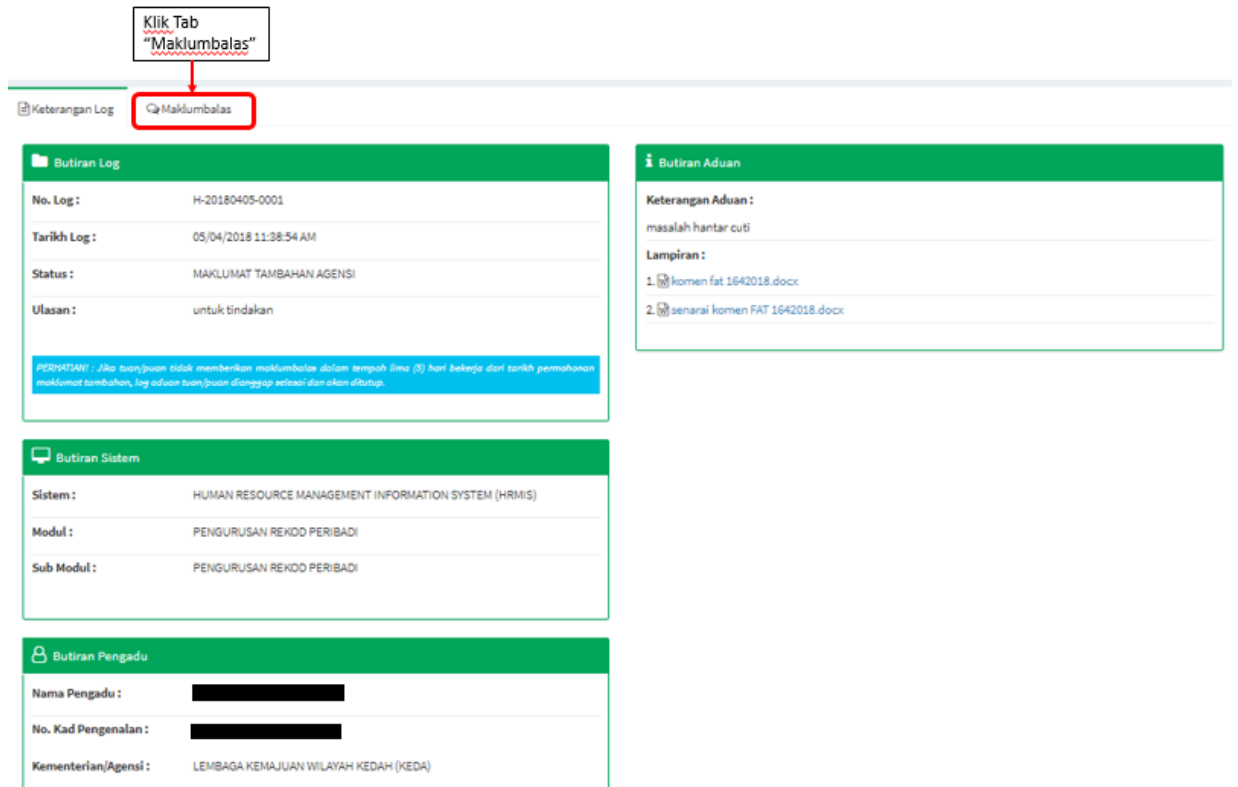 Klik Tab
“Maklumbalas”
Keterangan Log
Maklumbalas
Butiran Log
No. Log : H-20180405-0001
Tarikh Log : 05/04/2018 11:38:54 AM
Status : MAKLUMAT TAMBAHAN AGENSI
Ulasan : untuk tindakan
PERHATIAN! : Jika tuan/puan tidak memberikan maklumbalas dalam tempoh lima (5) hari bekerja dari tarikh permohonan
maklumat tambahan, log aduan tuan/puan dianggap selesai dan akan ditutup.
Butiran Aduan
Keterangan Aduan :
masalah hantar cuti
Lampiran :
1. komen fat 1642018.docx
2. senarai komen FAT 1642018.docx
Butiran Sistem
Sistem : HUMAN RESOURCE MANAGEMENT INFORMATION SYSTEM (HRMIS)
Modul : PENGURUSAN REKOD PERIBADI
Sub Modul : PENGURUSAN REKOD PERIBADI
Butiran Pengadu
Nama Pengadu :
No. Kad Pengenalan :
Kementerian/Agensi : LEMBAGA KEMAJUAN WILAYAH KEDAH (KEDA)